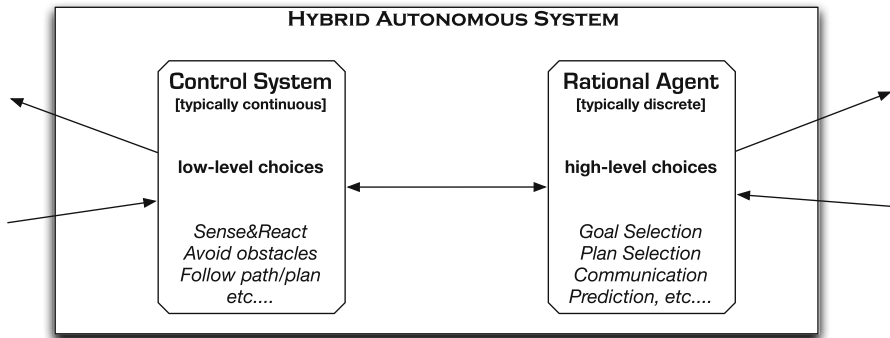 HYBRID AUTONOMOUS SYSTEM
Control System
[typically continuous]
low-level choices
Sense&React
Avoid obstacles
Follow path/plan
etc....
Rational Agent
[typically discrete]
high-level choices
Goal Selection
Plan Selection
Communication
Prediction, etc....